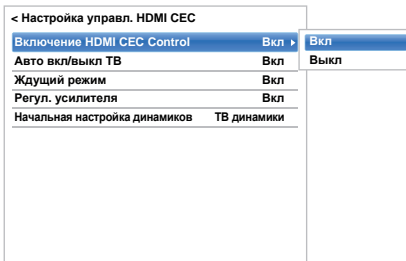 < Настройка управл. HDMI CEC
Включение HDMI CEC Control Вкл
Вкл
Выкл
Авто вкл/выкл ТВ Вкл
Ждущий режим Вкл
Регул. усилителя Вкл
Начальная настройка динамиков ТВ динамики